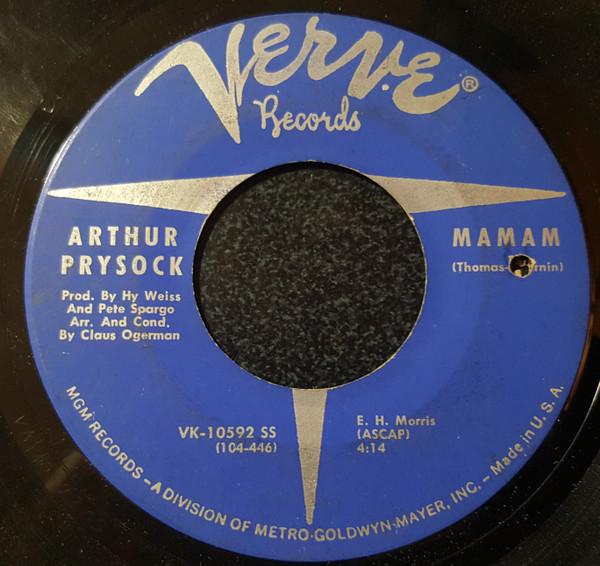 Verve®
Records
ARTHUR
PRYSOCK
Prod. By Hy Weiss
And Pete Spargo
Arr. And Cond.
By Claus Ogerman
MAMAM
(Thomas-
VK-10592 SS
(104-446)
E. H. Morris
(ASCAP)
4:14
MGM RECORDS – A DIVISION OF METRO-GOLDWYN-MAYER, INC. – Made in U. S. A.